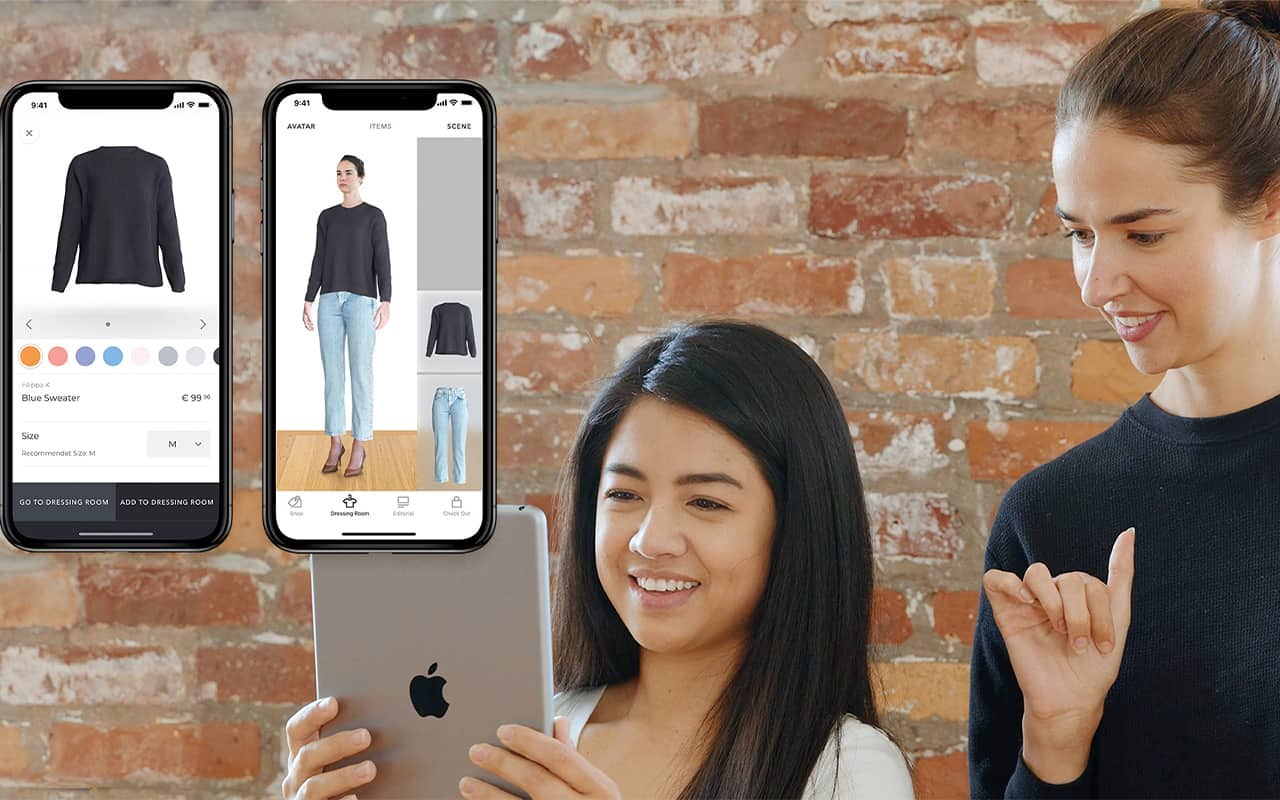 9:41
Filippa K
Blue Sweater
€ 99.90
Size
Recommendet Size: M
M
GO TO DRESSING ROOM
ADD TO DRESSING ROOM
9:41
AVATAR
ITEMS
SCENE
Shop
Dressing Room
Editorial
Check Out